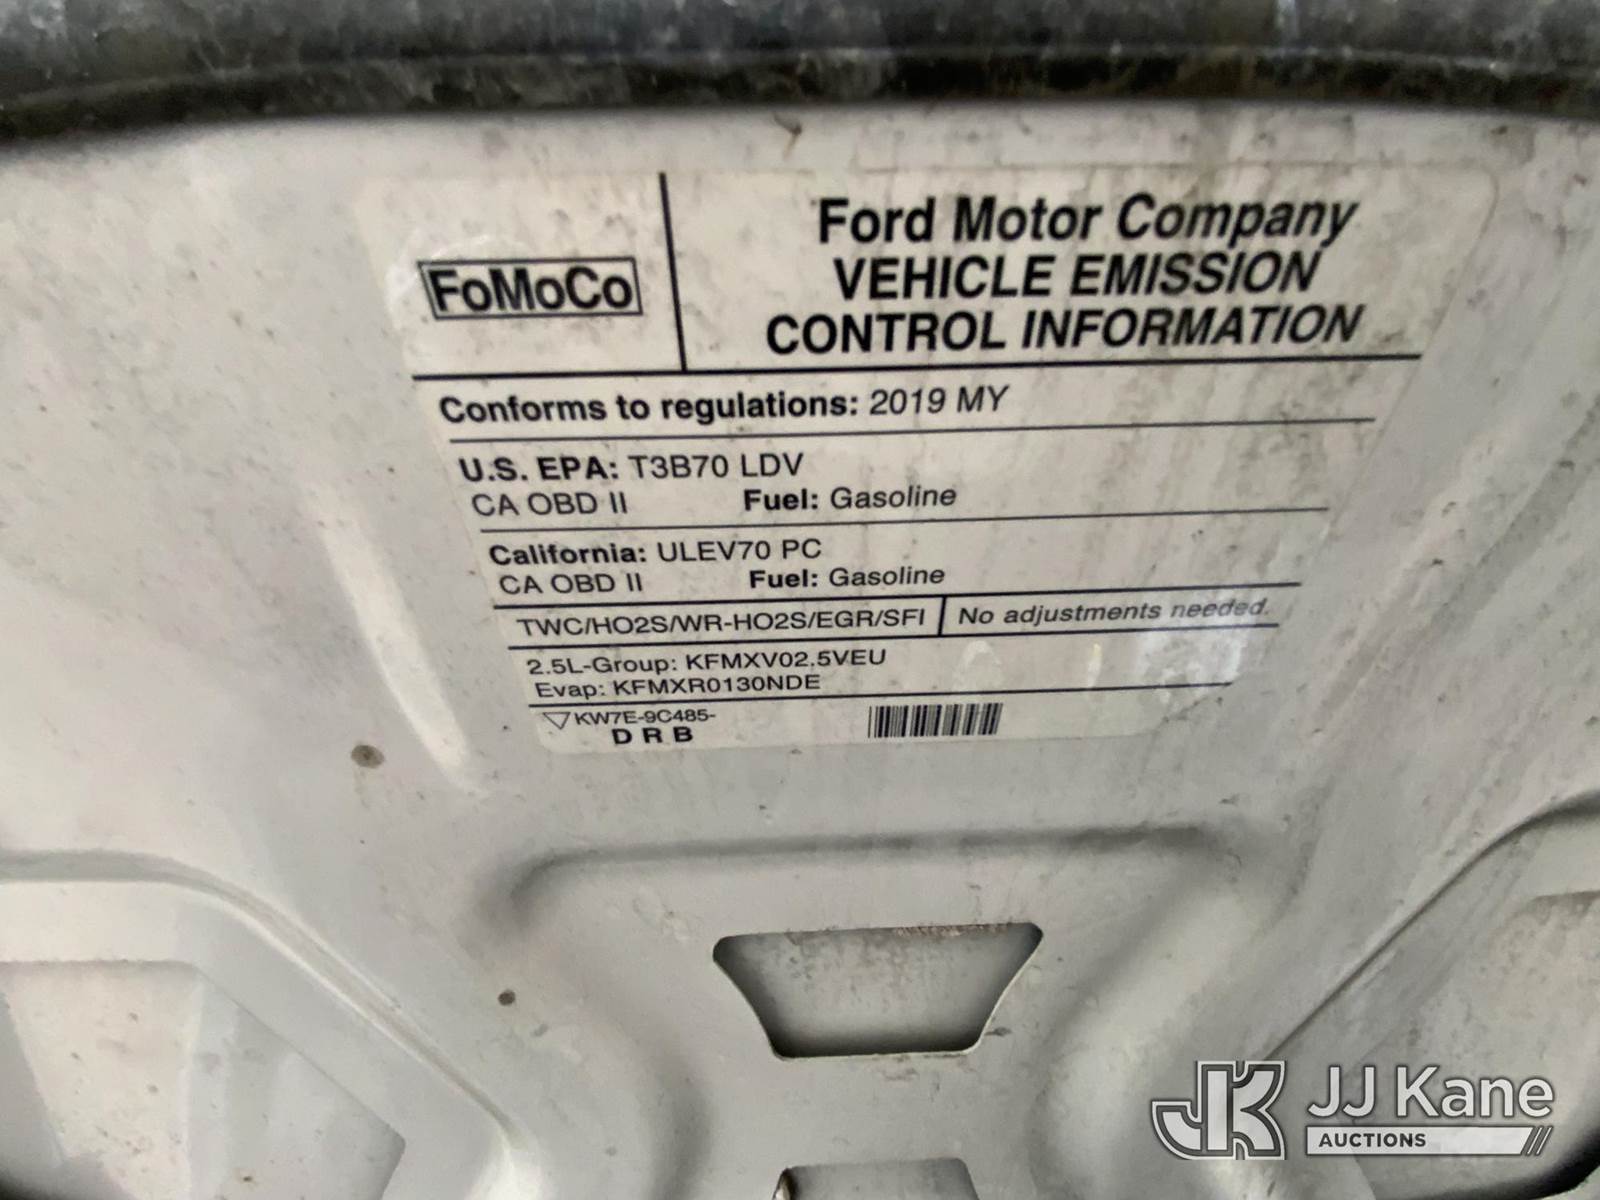 FoMoCo
Ford Motor Company
VEHICLE EMISSION
CONTROL INFORMATION
Conforms to regulations: 2019 MY
U.S. EPA: T3B70 LDV
CA OBD II Fuel: Gasoline
California: ULEV70 PC
CA OBD II Fuel: Gasoline
TWC/HO2S/WR-HO2S/EGR/SFI No adjustments needed.
2.5L-Group: KFMXV02.5VEU
Evap: KFMXR0130NDE
KW7E-9C485-
D R B
JK JJ Kane
AUCTIONS